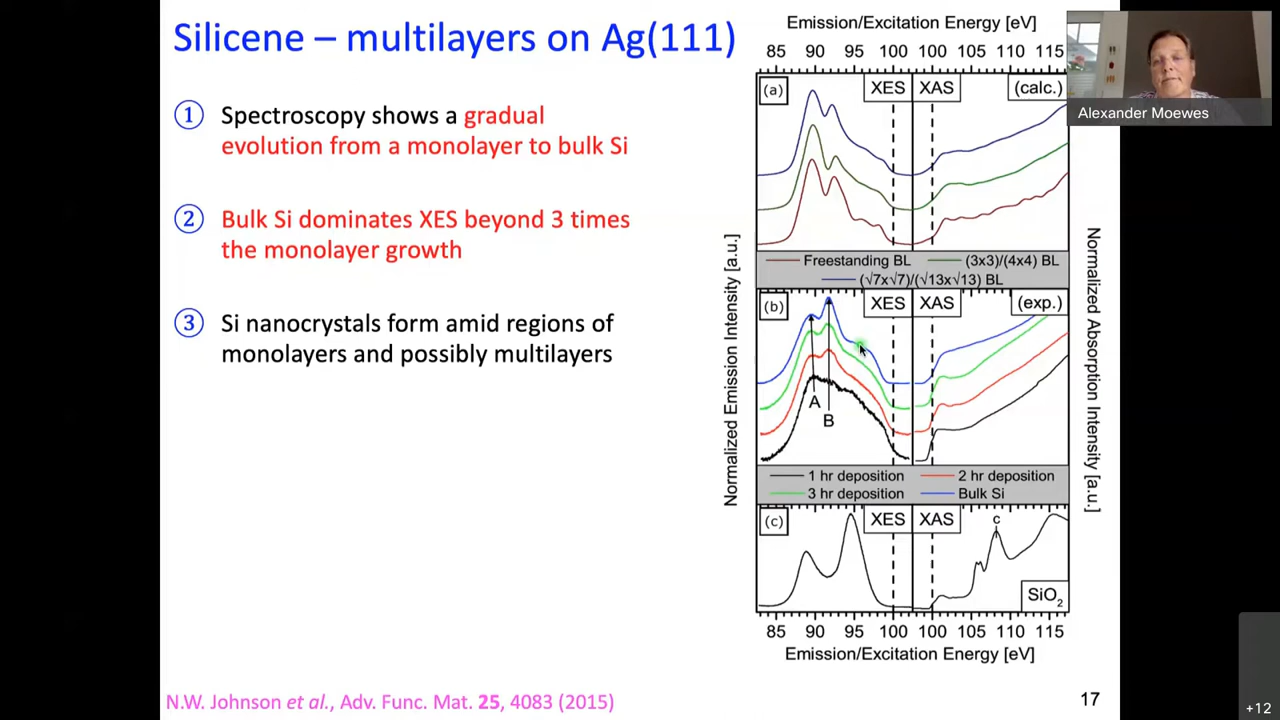 Silicene – multilayers on Ag(111)
① Spectroscopy shows a gradual
evolution from a monolayer to bulk Si
② Bulk Si dominates XES beyond 3 times
the monolayer growth
③ Si nanocrystals form amid regions of
monolayers and possibly multilayers
N.W. Johnson et al., Adv. Func. Mat. 25, 4083 (2015)
Emission/Excitation Energy [eV]
85 90 95 100 100 105 110 115
(a) XES XAS (calc.)
Freestanding BL (3x3)/(4x4) BL
(√7x√7)/(√13x√13) BL
Normalized Emission Intensity [a.u.]
Normalized Absorption Intensity [a.u.]
(b) XES XAS (exp.)
A
B
1 hr deposition 2 hr deposition
3 hr deposition Bulk Si
(c) XES XAS c
SiO₂
85 90 95 100 100 105 110 115
Emission/Excitation Energy [eV]
17
Alexander Moewes
+12